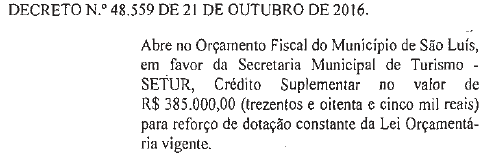 DECRETO N.º 48.559 DE 21 DE OUTUBRO DE 2016.
Abre no Orçamento Fiscal do Município de São Luís,
em favor da Secretaria Municipal de Turismo -
SETUR, Crédito Suplementar no valor de
R$ 385.000,00 (trezentos e oitenta e cinco mil reais)
para reforço de dotação constante da Lei Orçamentá-
ria vigente.